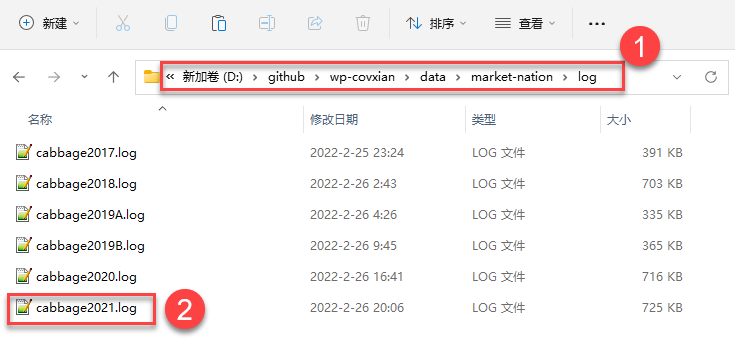 新建 排序 查看 •••
1
« 新加卷 (D:) > github > wp-covxian > data > market-nation > log
名称 修改日期 类型 大小
cabbage2017.log 2022-2-25 23:24 LOG 文件 391 KB
cabbage2018.log 2022-2-26 2:43 LOG 文件 703 KB
cabbage2019A.log 2022-2-26 4:26 LOG 文件 335 KB
cabbage2019B.log 2022-2-26 9:45 LOG 文件 365 KB
cabbage2020.log 2022-2-26 16:41 LOG 文件 716 KB
cabbage2021.log 2022-2-26 20:06 LOG 文件 725 KB
2